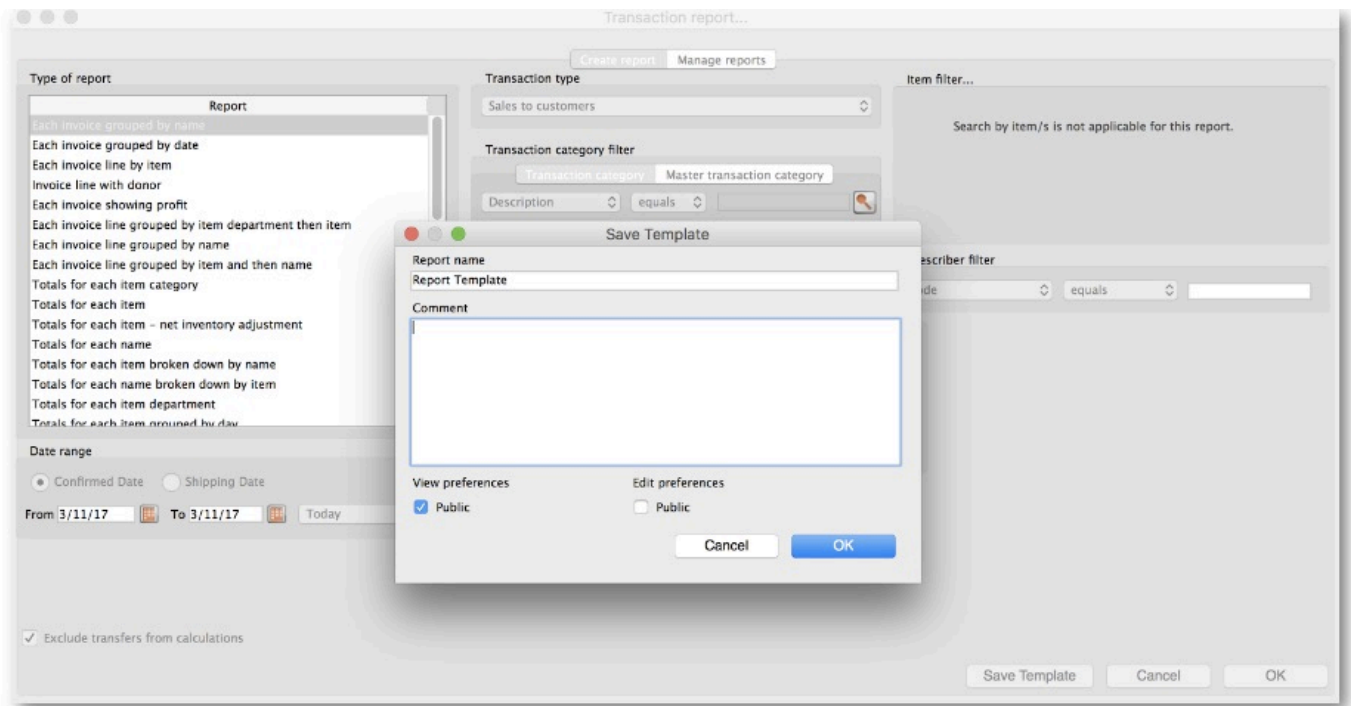 Transaction report...
Create report Manage reports
Type of report
Report
Each invoice grouped by name
Each invoice grouped by date
Each invoice line by item
Invoice line with donor
Each invoice showing profit
Each invoice line grouped by item department then item
Each invoice line grouped by name
Each invoice line grouped by item and then name
Totals for each item category
Totals for each item
Totals for each item – net inventory adjustment
Totals for each name
Totals for each item broken down by name
Totals for each name broken down by item
Totals for each item department
Totals for each item grouped by day
Date range
Confirmed Date Shipping Date
From 3/11/17 To 3/11/17 Today
Exclude transfers from calculations
Transaction type
Sales to customers
Transaction category filter
Transaction category Master transaction category
Description equals
Item filter...
Search by item/s is not applicable for this report.
escriber filter
ode equals
Save Template
Report name
Report Template
Comment
View preferences Edit preferences
Public Public
Cancel OK
Save Template Cancel OK